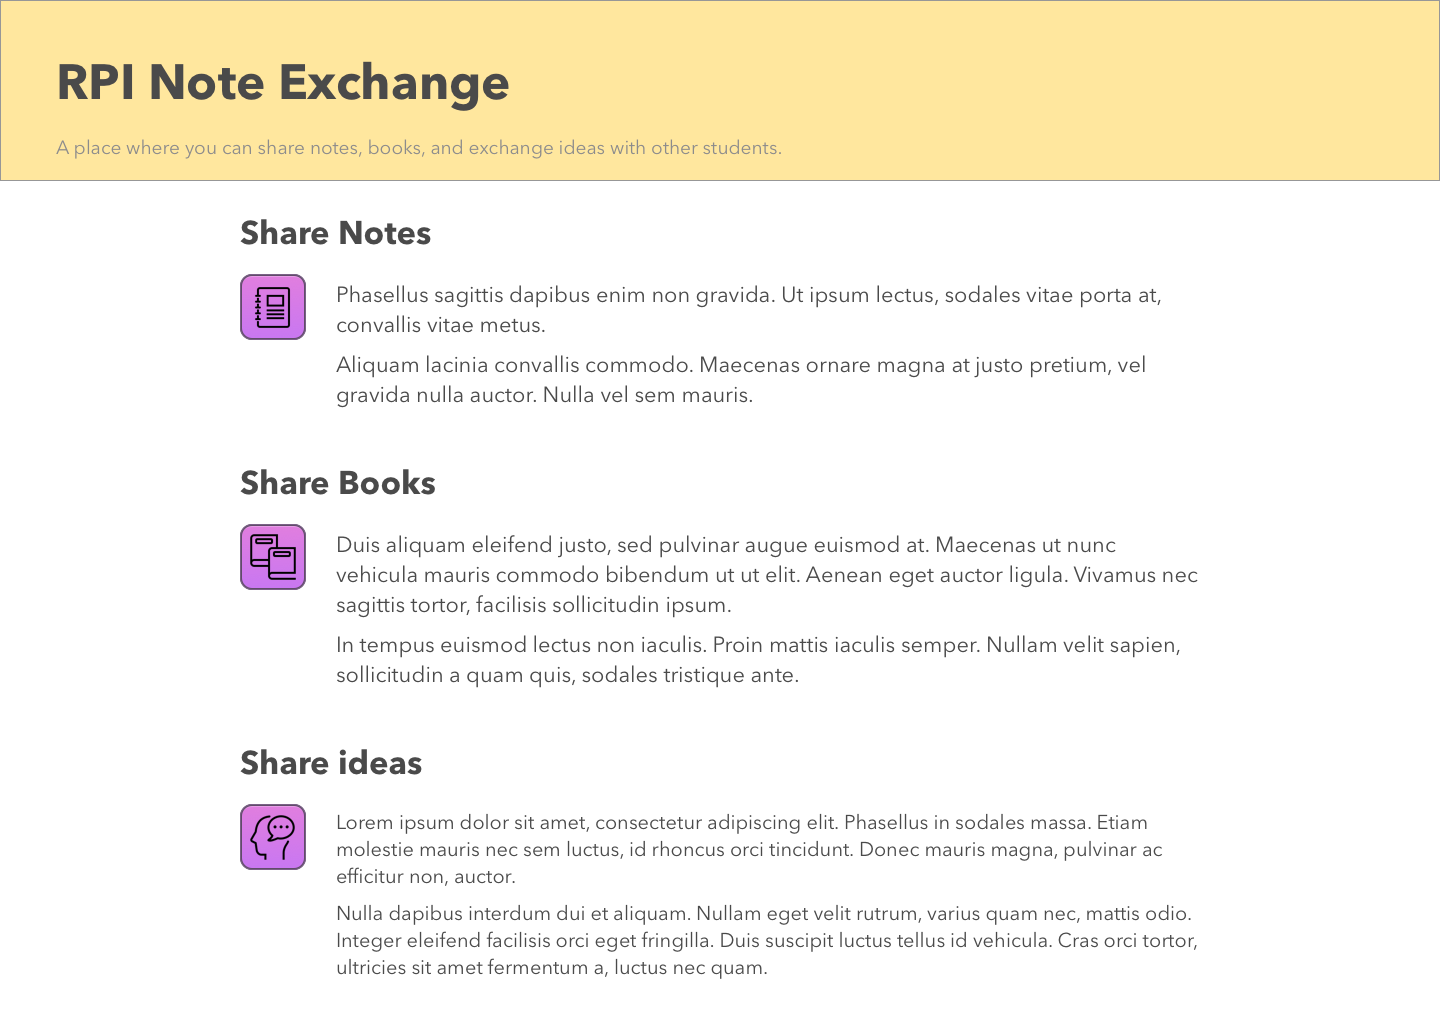 RPI Note Exchange
A place where you can share notes, books, and exchange ideas with other students.
Share Notes
Phasellus sagittis dapibus enim non gravida. Ut ipsum lectus, sodales vitae porta at,
convallis vitae metus.
Aliquam lacinia convallis commodo. Maecenas ornare magna at justo pretium, vel
gravida nulla auctor. Nulla vel sem mauris.
Share Books
Duis aliquam eleifend justo, sed pulvinar augue euismod at. Maecenas ut nunc
vehicula mauris commodo bibendum ut ut elit. Aenean eget auctor ligula. Vivamus nec
sagittis tortor, facilisis sollicitudin ipsum.
In tempus euismod lectus non iaculis. Proin mattis iaculis semper. Nullam velit sapien,
sollicitudin a quam quis, sodales tristique ante.
Share ideas
Lorem ipsum dolor sit amet, consectetur adipiscing elit. Phasellus in sodales massa. Etiam
molestie mauris nec sem luctus, id rhoncus orci tincidunt. Donec mauris magna, pulvinar ac
efficitur non, auctor.
Nulla dapibus interdum dui et aliquam. Nullam eget velit rutrum, varius quam nec, mattis odio.
Integer eleifend facilisis orci eget fringilla. Duis suscipit luctus tellus id vehicula. Cras orci tortor,
ultricies sit amet fermentum a, luctus nec quam.